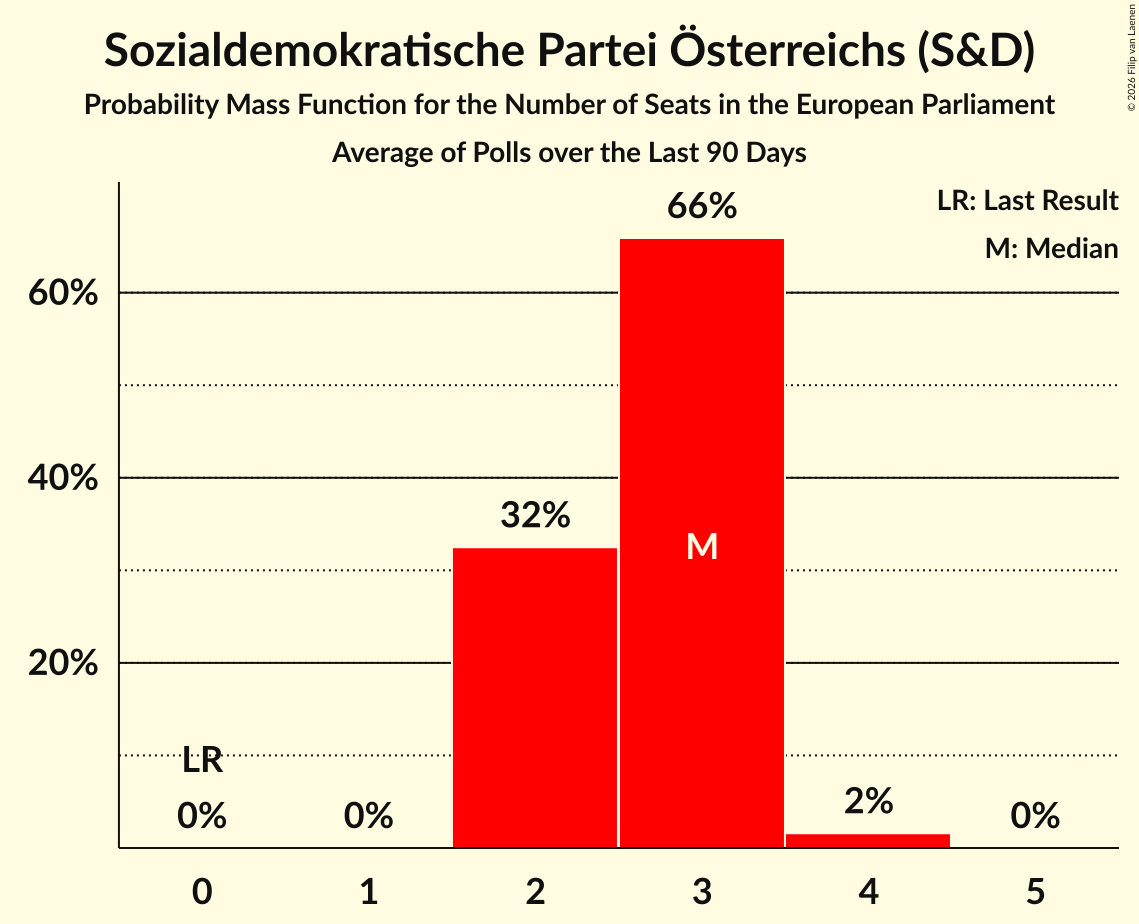 Sozialdemokratische Partei Österreichs (S&D)
Probability Mass Function for the Number of Seats in the European Parliament
Average of Polls over the Last 90 Days
© 2026 Filip van Laenen
LR: Last Result
M: Median
66%
60%
40%
32%
M
20%
LR
0%
0%
2%
0%
0
1
2
3
4
5